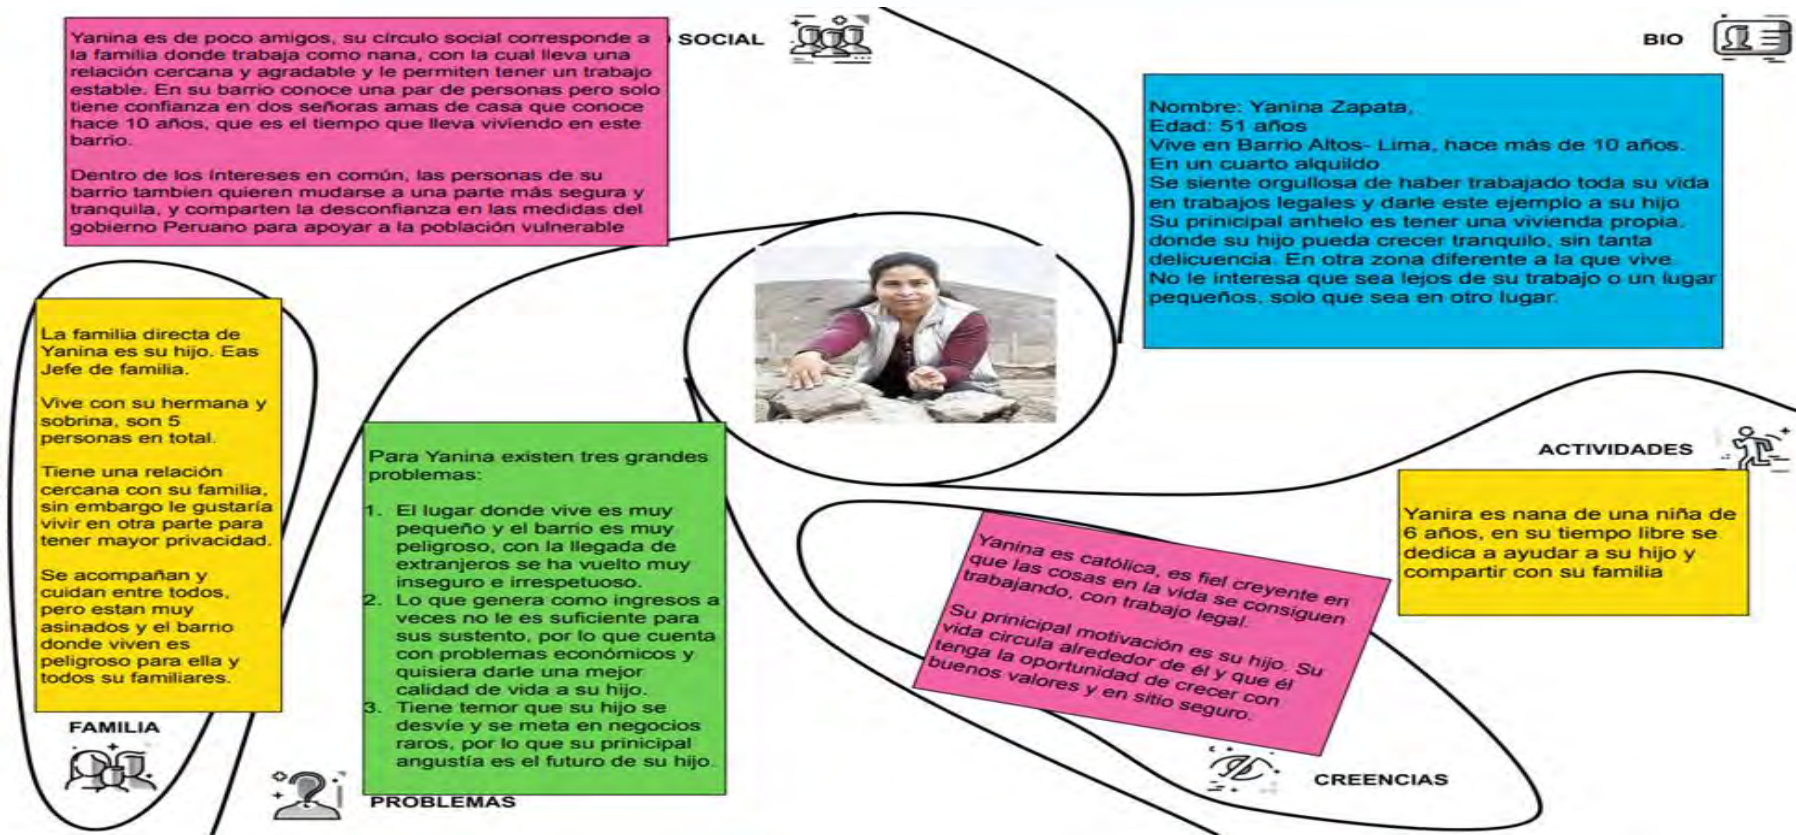 Yanina es de poco amigos, su círculo social corresponde a
la familia donde trabaja como nana, con la cual lleva una
relación cercana y agradable y le permiten tener un trabajo
estable. En su barrio conoce una par de personas pero solo
tiene confianza en dos señoras amas de casa que conoce
hace 10 años, que es el tiempo que lleva viviendo en este
barrio.
Dentro de los Intereses en común, las personas de su
barrio tambien quieren mudarse a una parte más segura y
tranquila, y comparten la desconfianza en las medidas del
gobierno Peruano para apoyar a la población vulnerable
SOCIAL
BIO
Nombre: Yanina Zapata,
Edad: 51 años
Vive en Barrio Altos- Lima, hace más de 10 años.
En un cuarto alquildo
Se siente orgullosa de haber trabajado toda su vida
en trabajos legales y darle este ejemplo a su hijo
Su prinicipal anhelo es tener una vivienda propia,
donde su hijo pueda crecer tranquilo, sin tanta
delicuencia. En otra zona diferente a la que vive.
No le interesa que sea lejos de su trabajo o un lugar
pequeños, solo que sea en otro lugar.
La familia directa de
Yanina es su hijo. Eas
Jefe de familia.
Vive con su hermana y
sobrina, son 5
personas en total.
Tiene una relación
cercana con su familia,
sin embargo le gustaría
vivir en otra parte para
tener mayor privacidad.
Se acompañan y
cuidan entre todos,
pero estan muy
asinados y el barrio
donde viven es
peligroso para ella y
todos su familiares.
FAMILIA
Para Yanina existen tres grandes
problemas:
1. El lugar donde vive es muy
pequeño y el barrio es muy
peligroso, con la llegada de
extranjeros se ha vuelto muy
inseguro e irrespetuoso.
2. Lo que genera como ingresos a
veces no le es suficiente para
sus sustento, por lo que cuenta
con problemas económicos y
quisiera darle una mejor
calidad de vida a su hijo.
3. Tiene temor que su hijo se
desvíe y se meta en negocios
raros, por lo que su prinicipal
angustía es el futuro de su hijo.
PROBLEMAS
ACTIVIDADES
Yanira es nana de una niña de
6 años, en su tiempo libre se
dedica a ayudar a su hijo y
compartir con su familia
Yanina es católica, es fiel creyente en
que las cosas en la vida se consiguen
trabajando, con trabajo legal.
Su prinicipal motivación es su hijo. Su
vida circula alrededor de él y que él
tenga la oportunidad de crecer con
buenos valores y en sitio seguro.
CREENCIAS